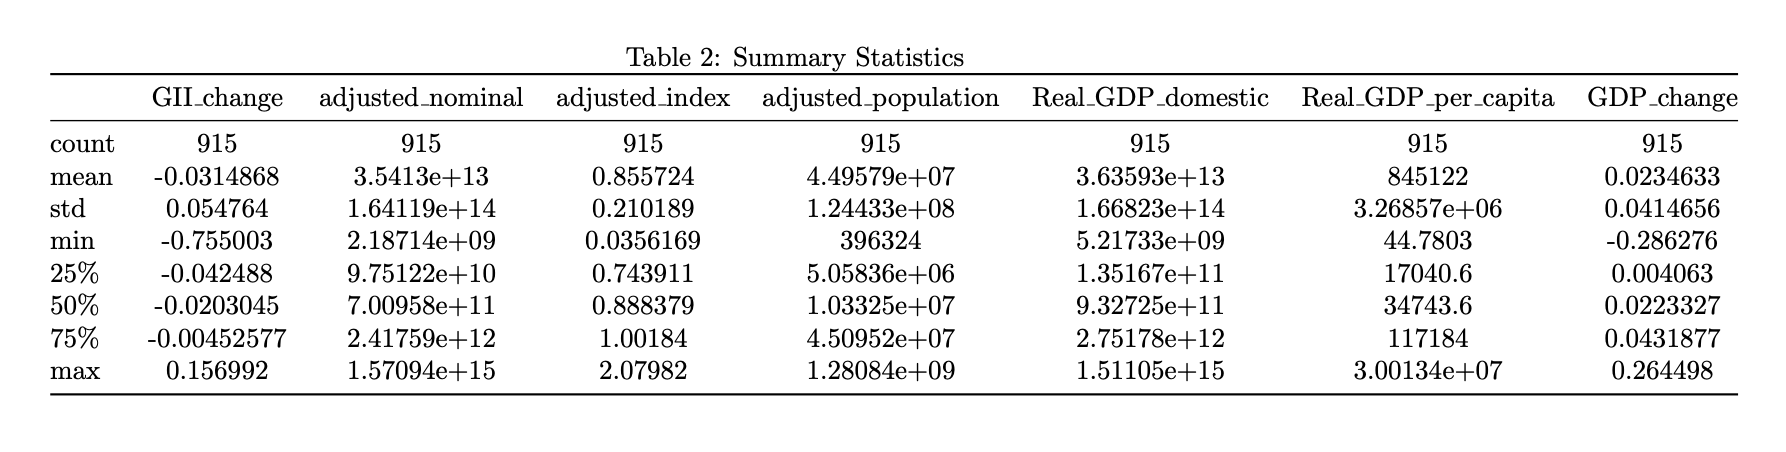 Table 2: Summary Statistics
GII_change adjusted_nominal adjusted_index adjusted_population Real_GDP_domestic Real_GDP_per_capita GDP_change
count 915 915 915 915 915 915 915
mean -0.0314868 3.5413e+13 0.855724 4.49579e+07 3.63593e+13 845122 0.0234633
std 0.054764 1.64119e+14 0.210189 1.24433e+08 1.66823e+14 3.26857e+06 0.0414656
min -0.755003 2.18714e+09 0.0356169 396324 5.21733e+09 44.7803 -0.286276
25% -0.042488 9.75122e+10 0.743911 5.05836e+06 1.35167e+11 17040.6 0.004063
50% -0.0203045 7.00958e+11 0.888379 1.03325e+07 9.32725e+11 34743.6 0.0223327
75% -0.00452577 2.41759e+12 1.00184 4.50952e+07 2.75178e+12 117184 0.0431877
max 0.156992 1.57094e+15 2.07982 1.28084e+09 1.51105e+15 3.00134e+07 0.264498